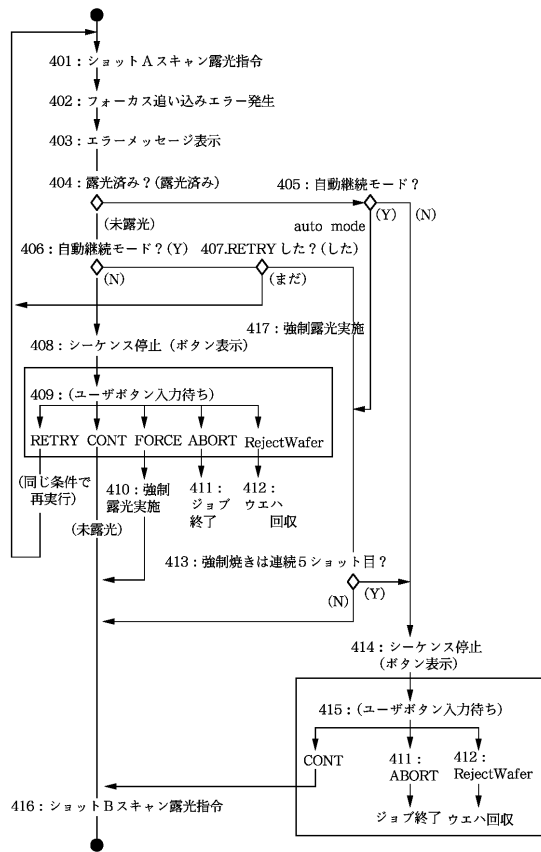 401：ショットAスキャン露光指令
402：フォーカス追い込みエラー発生
403：エラーメッセージ表示
404：露光済み？(露光済み)
405：自動継続モード？
(Y)
(N)
(未露光)
auto mode
406：自動継続モード？(Y)
407.RETRYした？(した)
(N)
(まだ)
417：強制露光実施
408：シーケンス停止 (ボタン表示)
409：(ユーザボタン入力待ち)
RETRY CONT FORCE ABORT RejectWafer
(同じ条件で
再実行)
(未露光)
410：強制
露光実施
411：
ジョブ
終了
412：
ウエハ
回収
413：強制焼きは連続5ショット目？
(N)
(Y)
414：シーケンス停止
(ボタン表示)
415：(ユーザボタン入力待ち)
CONT
411：
ABORT
412：
RejectWafer
ジョブ終了
ウエハ回収
416：ショットBスキャン露光指令